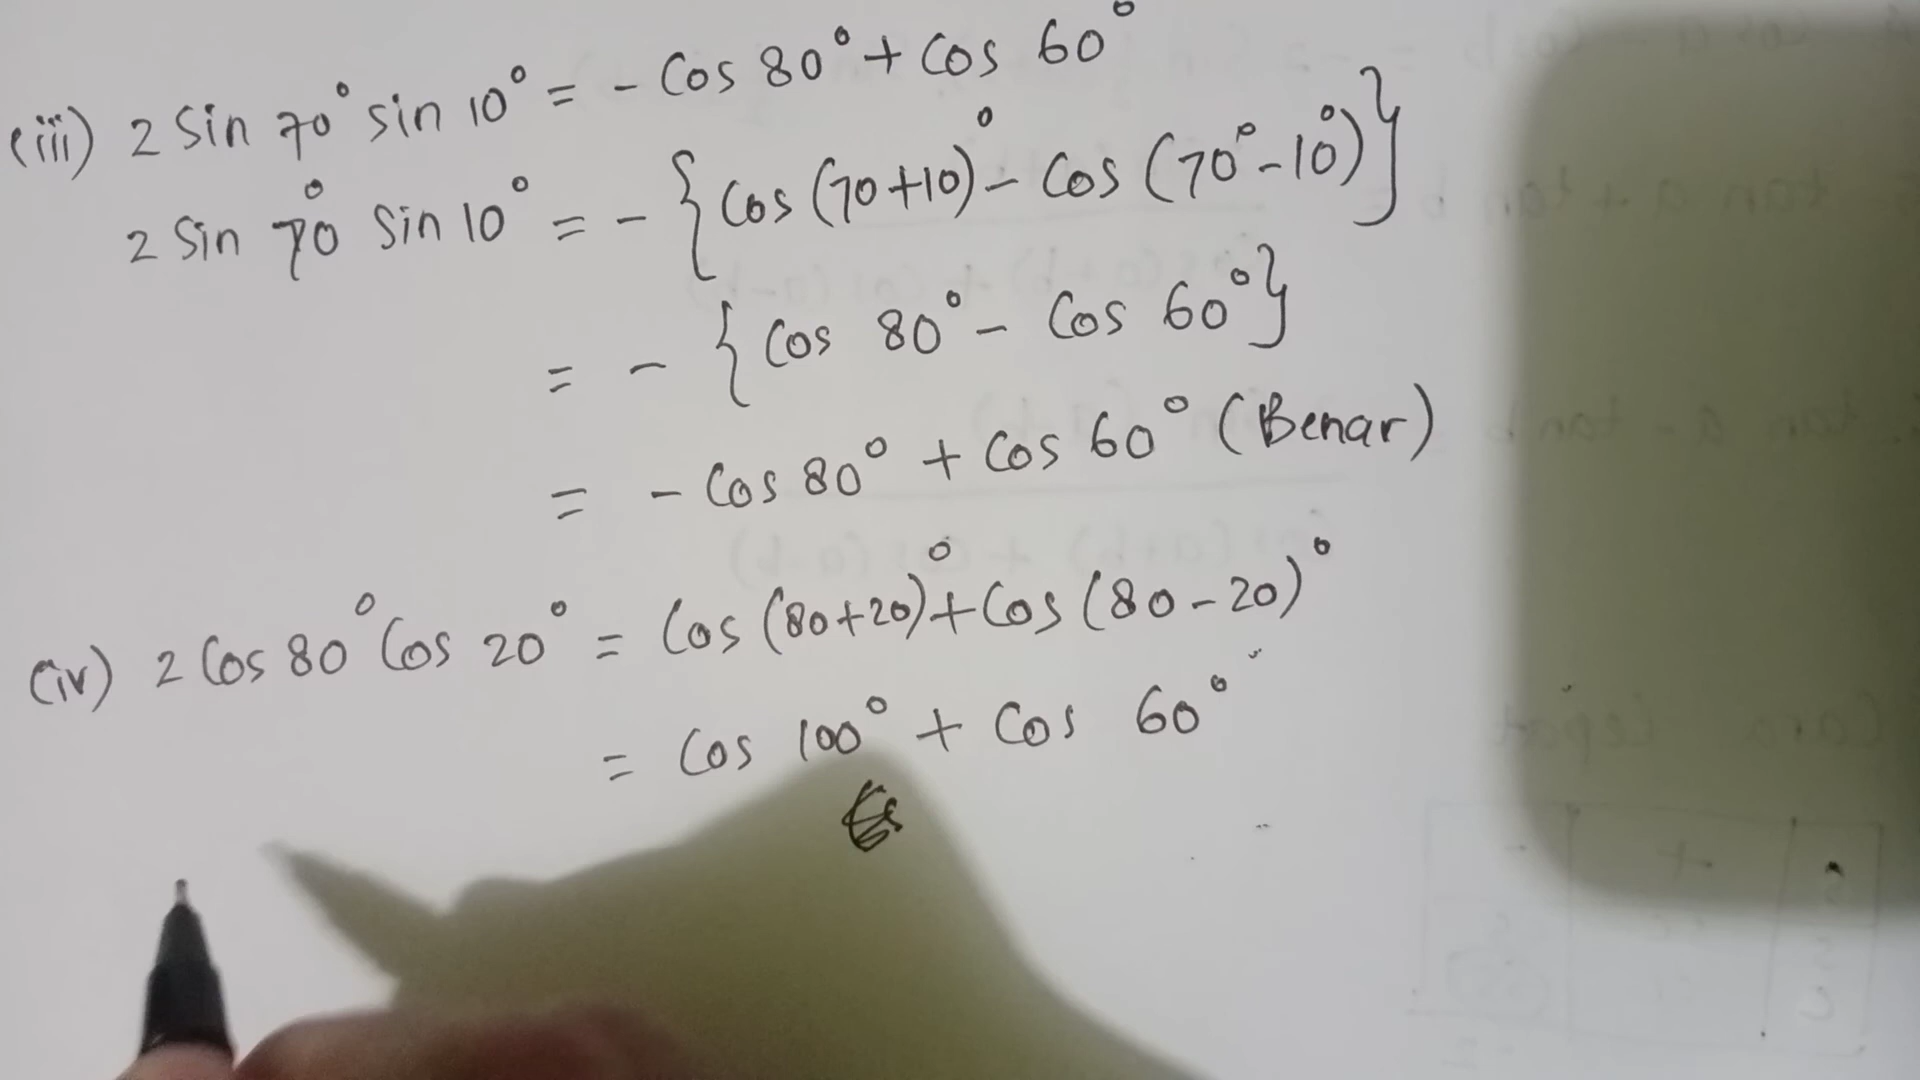 (iii) 2 Sin 70° sin 10° = - Cos 80° + Cos 60°
2 Sin 70° Sin 10° = - {Cos (70+10)° - Cos (70° - 10°)}
= - {Cos 80° - Cos 60°}
= - Cos 80° + Cos 60° (Benar)
(iv) 2 Cos 80° Cos 20° = Cos (80+20)° + Cos (80-20)°
= Cos 100° + Cos 60°